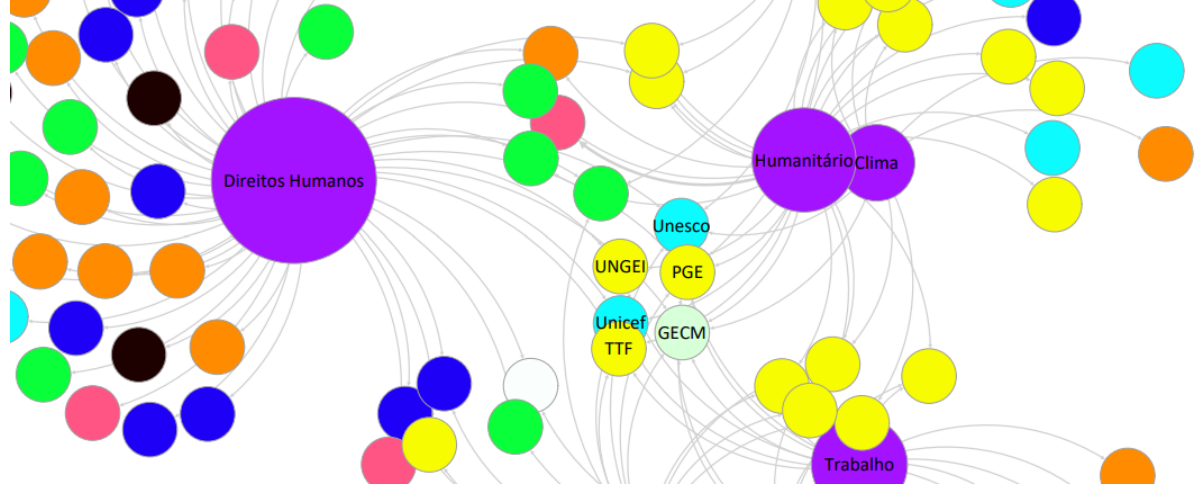 Direitos Humanos
Humanitário
Clima
Unesco
UNGEI
PGE
Unicef
GECM
TTF
Trabalho